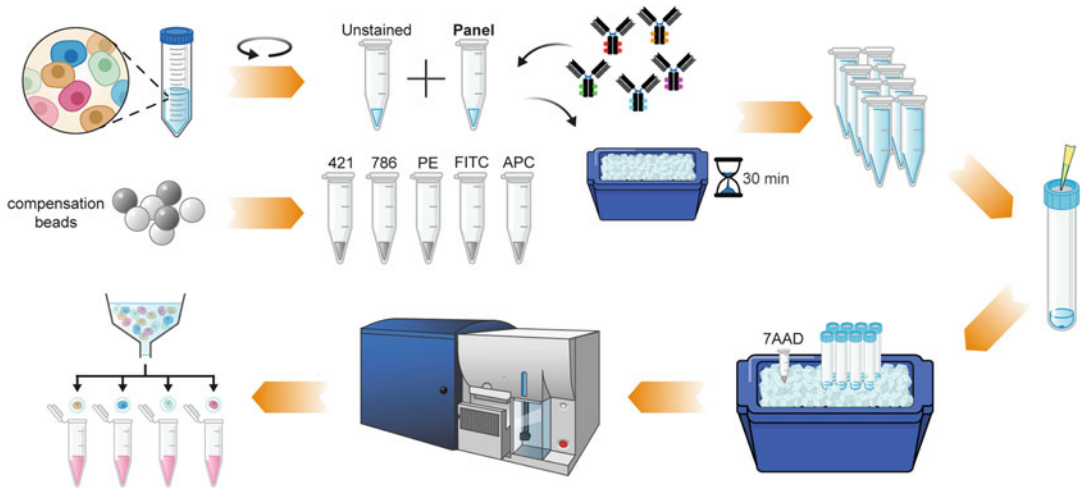 Unstained
Panel
421
786
PE
FITC
APC
30 min
compensation
beads
7AAD